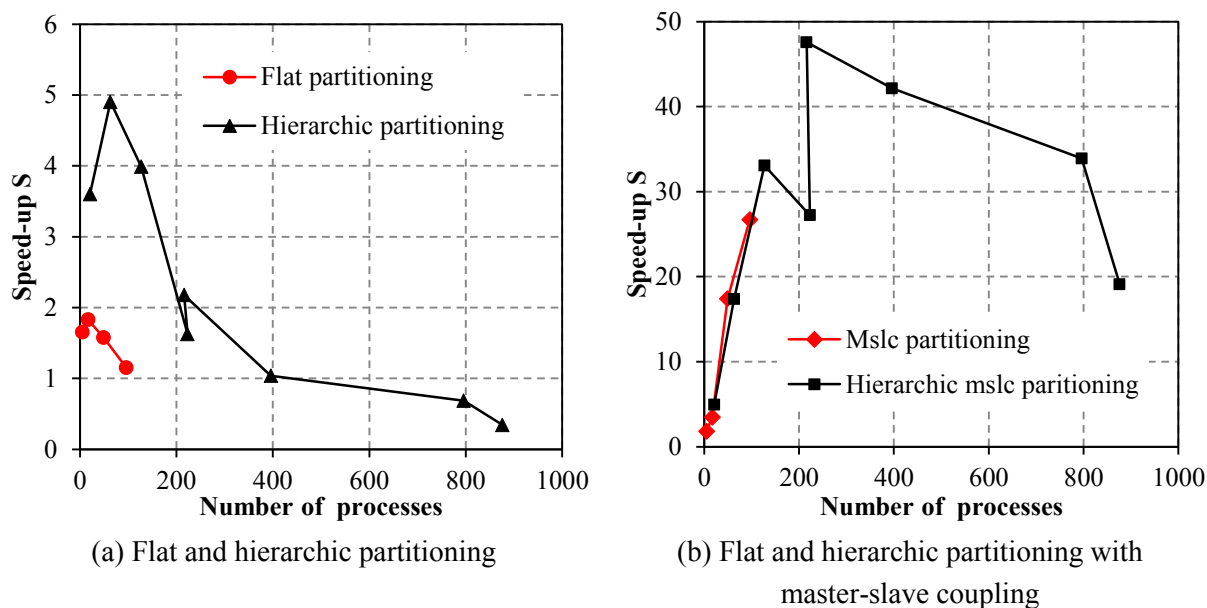 6
5
4
3
2
1
0
Speed-up S
Flat partitioning
Hierarchic partitioning
0 200 400 600 800 1000
Number of processes
(a) Flat and hierarchic partitioning
50
40
30
20
10
0
Speed-up S
Mslc partitioning
Hierarchic mslc paritioning
0 200 400 600 800 1000
Number of processes
(b) Flat and hierarchic partitioning with
master-slave coupling